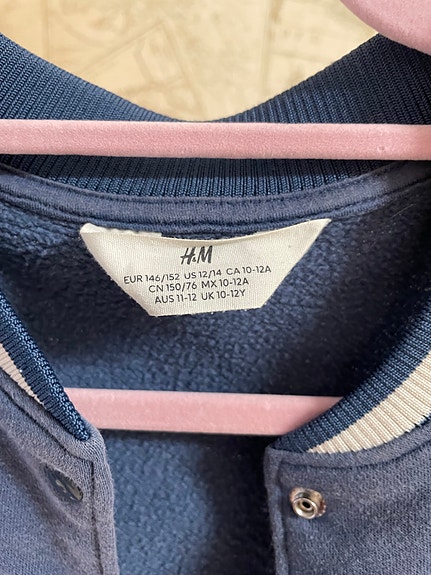 H&M
EUR 146/152 US 12/14 CA 10-12A
CN 150/76 MX 10-12A
AUS 11-12 UK 10-12Y